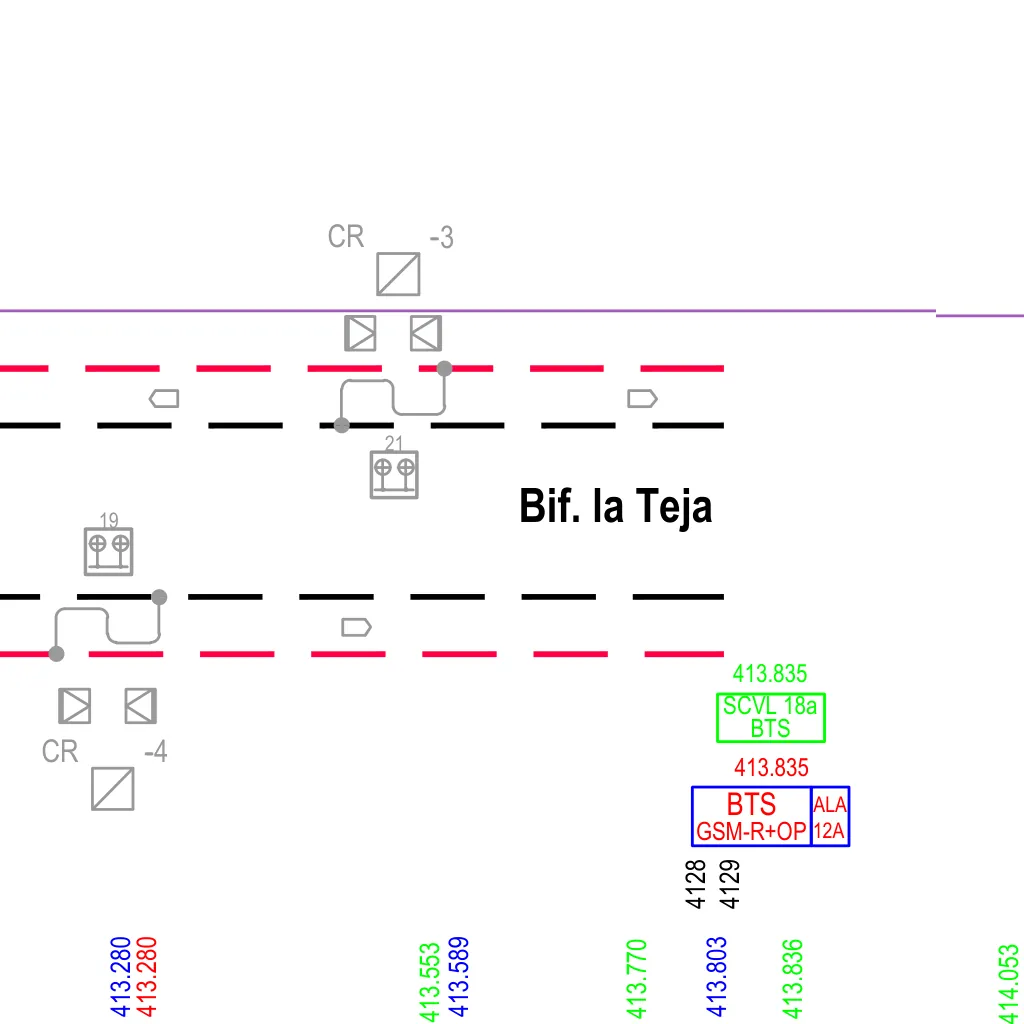 CR -3
21
Bif. la Teja
19
413.835
SCVL 18a
BTS
CR -4
413.835
BTS ALA
GSM-R+OP 12A
4128
4129
413.280
413.280
413.553
413.589
413.770
413.803
413.836
414.053